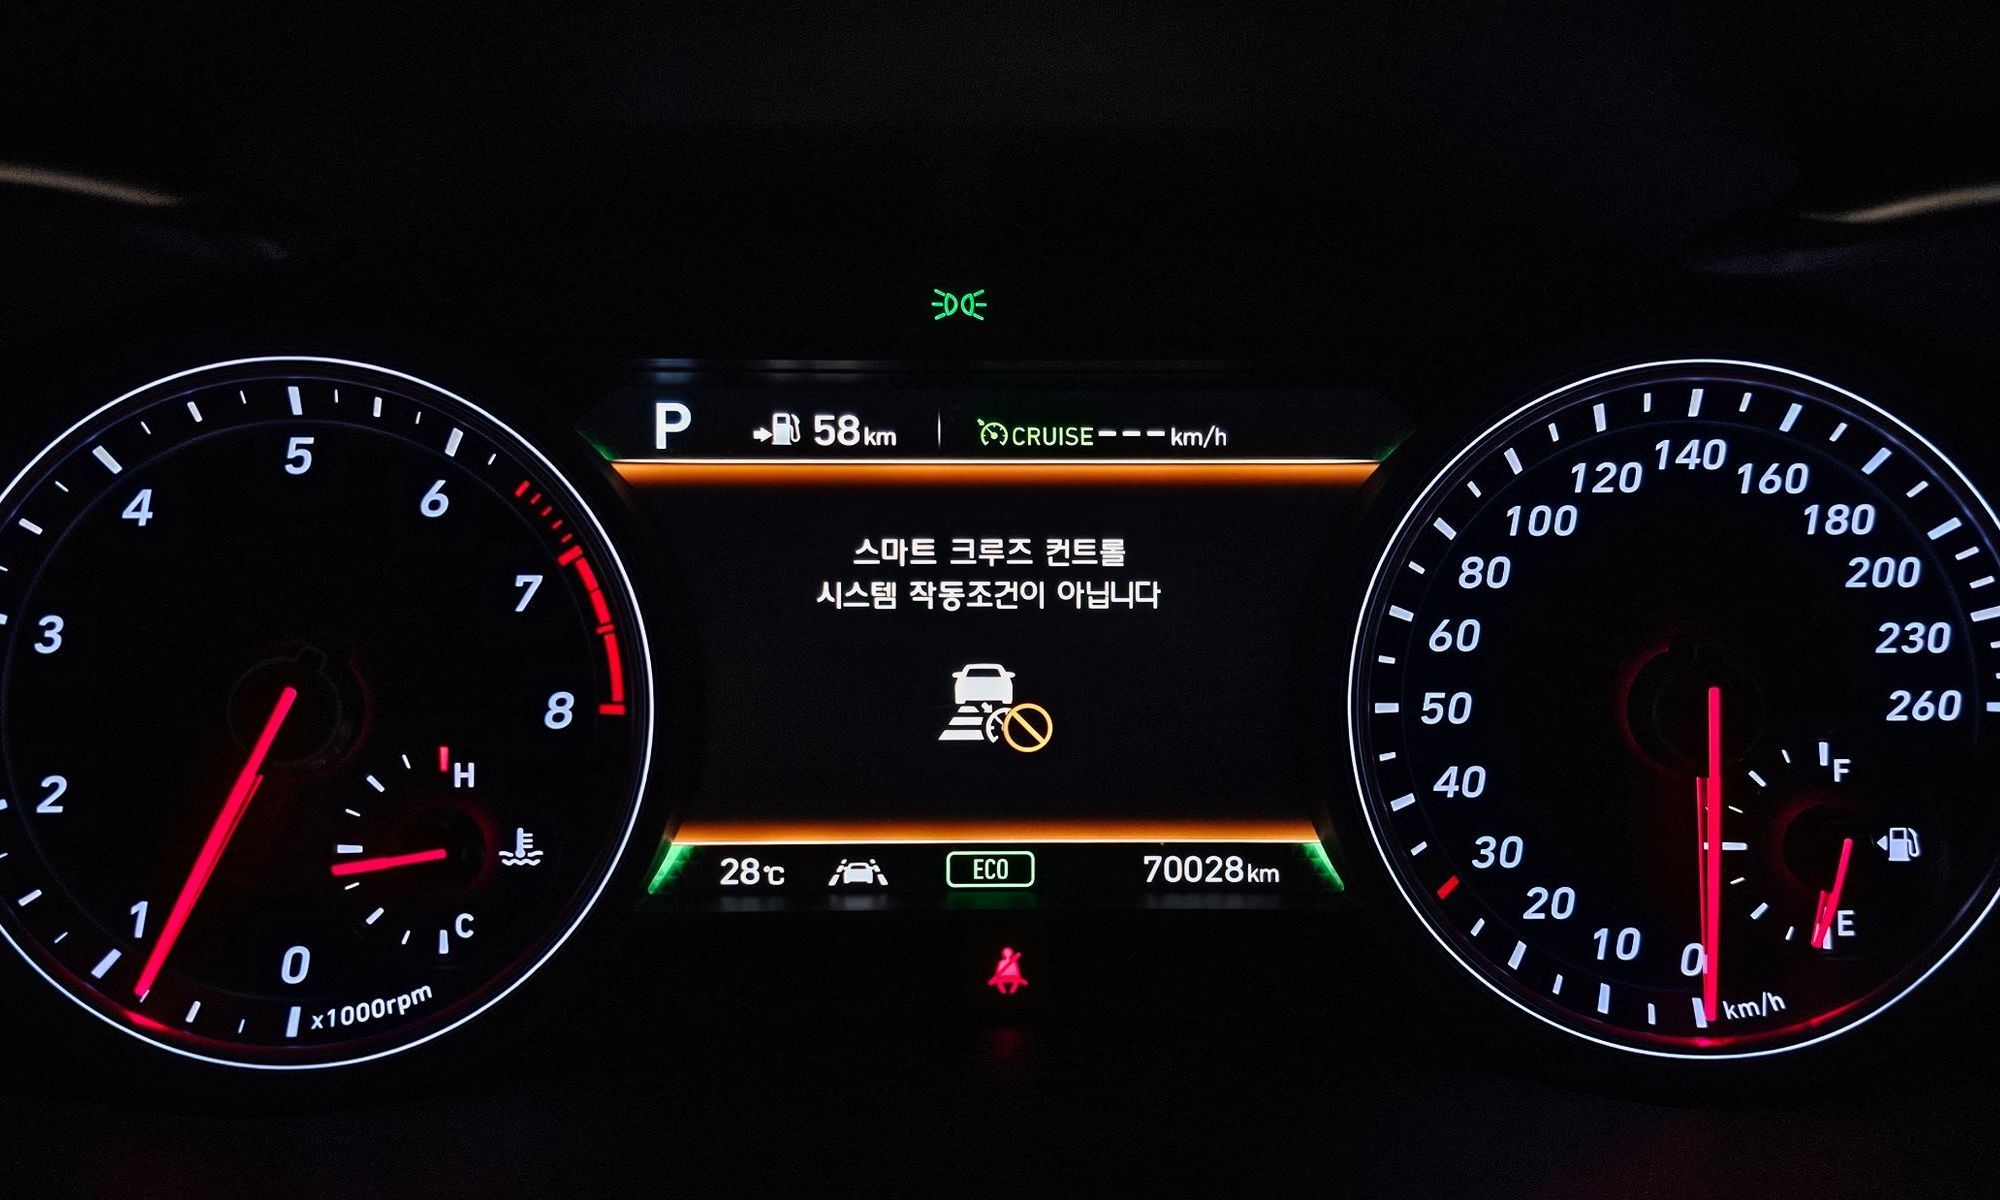 P 58km CRUISE---km/h
스마트 크루즈 컨트롤
시스템 작동조건이 아닙니다
28℃ ECO 70028km
0 1 2 3 4 5 6 7 8
x1000rpm
H
C
0 10 20 30 40 50 60 80 100 120 140 160 180 200 230 260
km/h
F
E